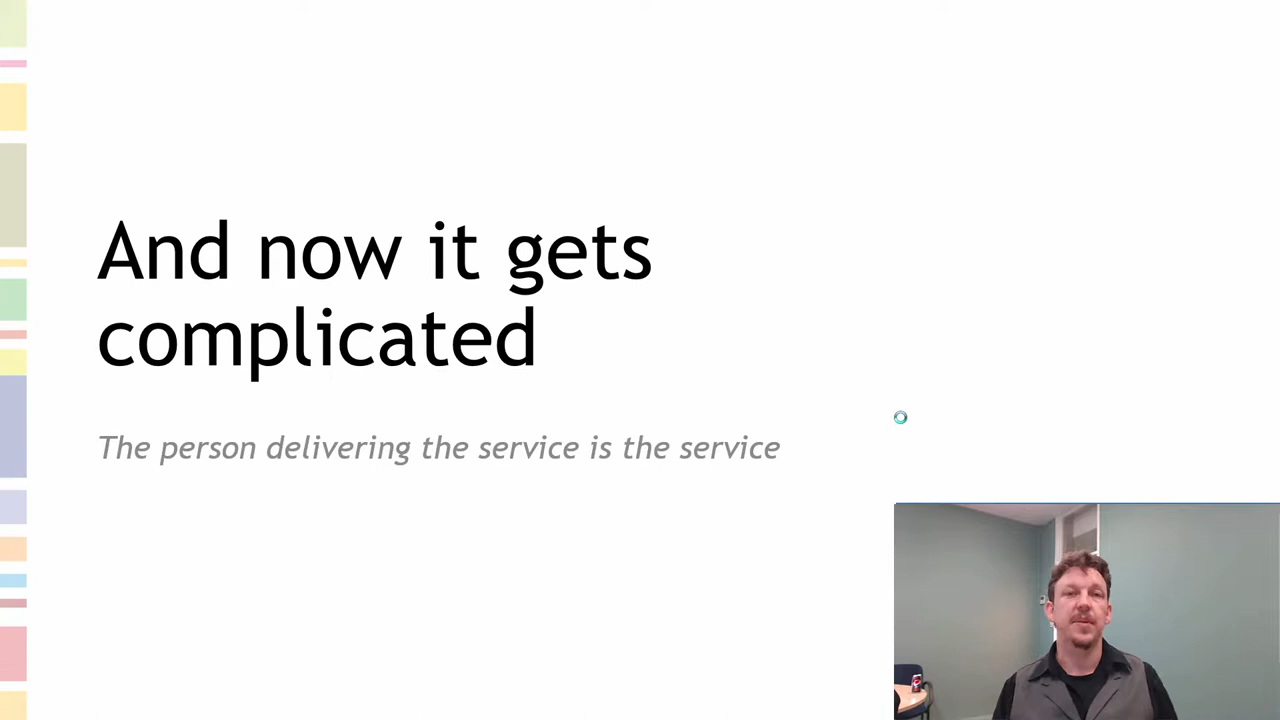 And now it gets
complicated
The person delivering the service is the service